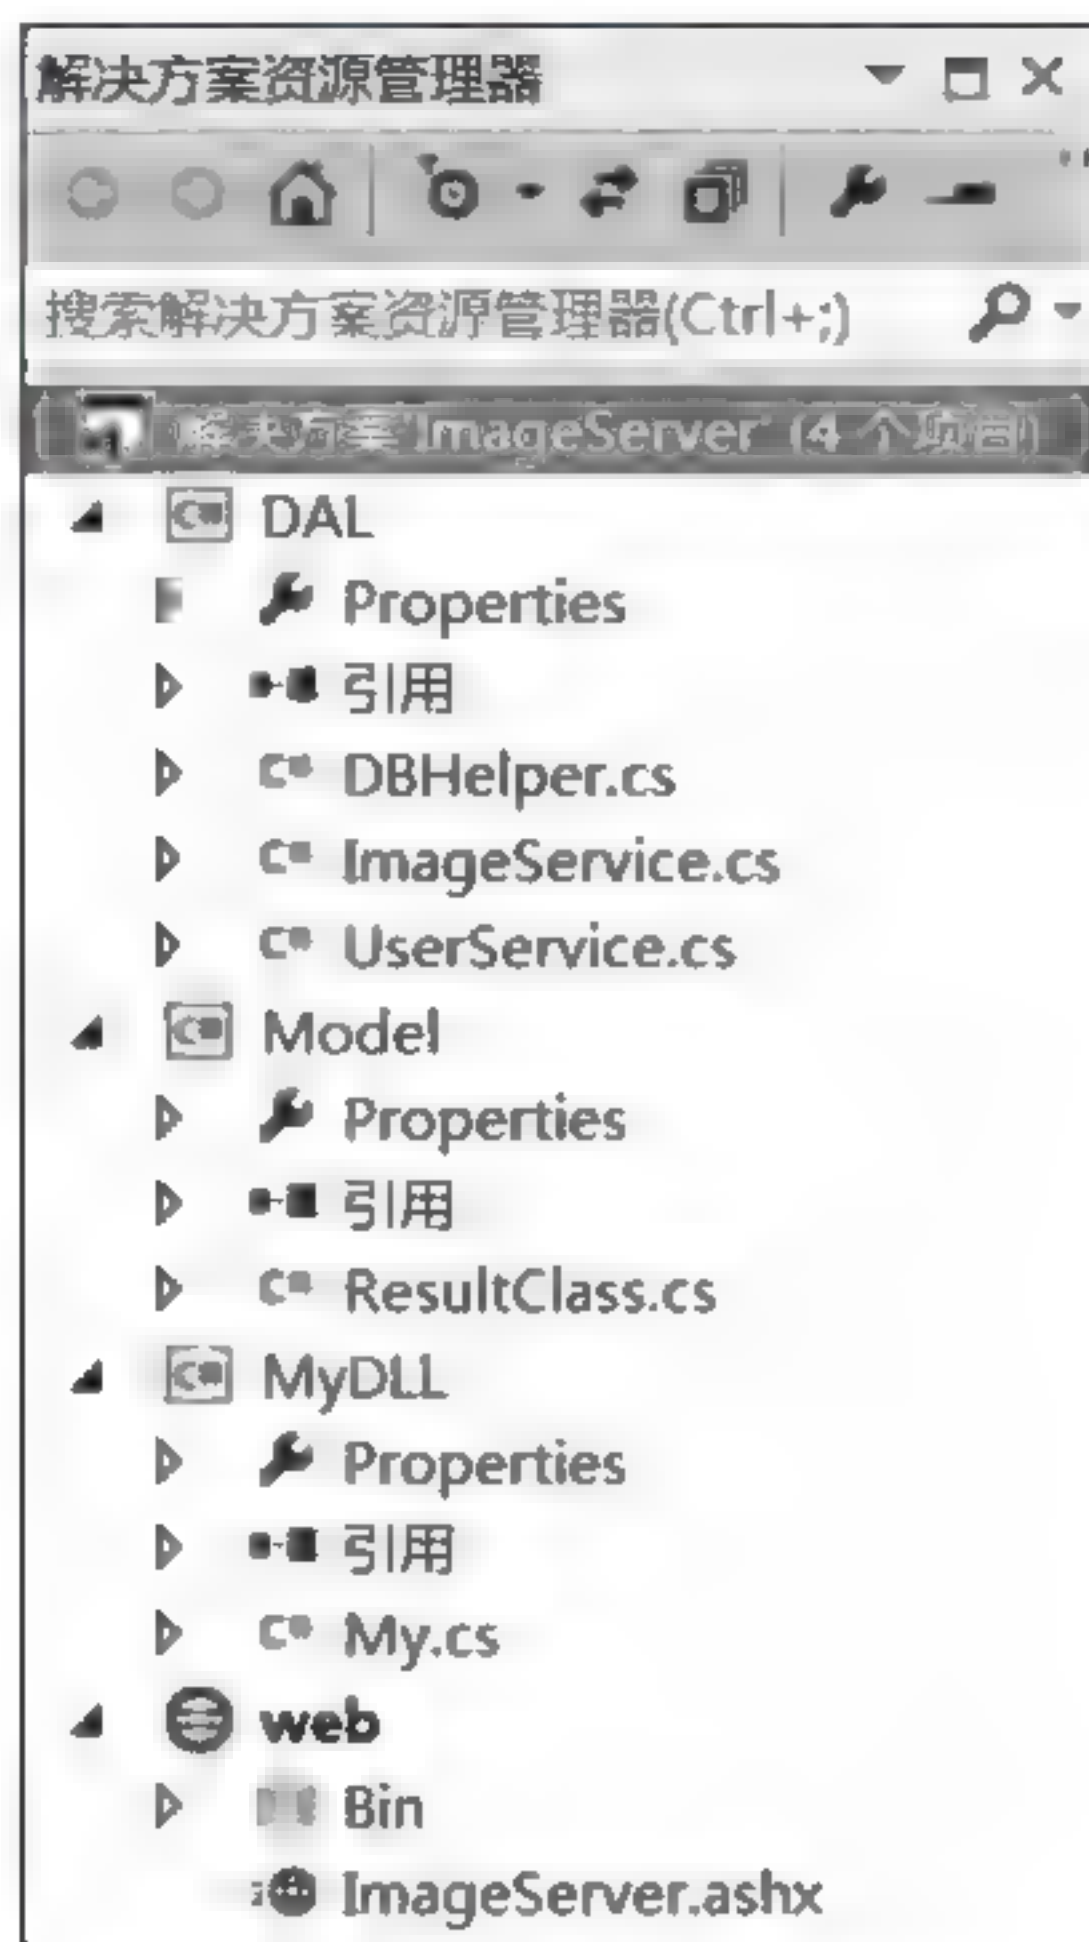 解决方案资源管理器
搜索解决方案资源管理器(Ctrl+;)
解决方案'ImageServer' (4 个项目)
DAL
Properties
引用
DBHelper.cs
ImageService.cs
UserService.cs
Model
Properties
引用
ResultClass.cs
MyDLL
Properties
引用
My.cs
web
Bin
ImageServer.ashx